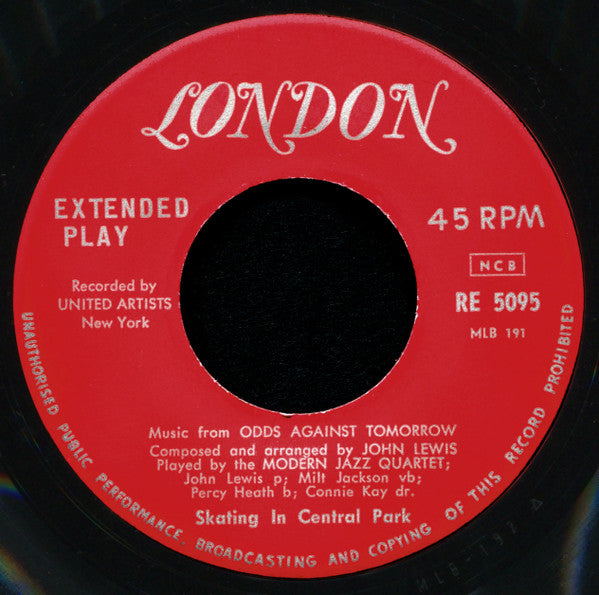 LONDON
EXTENDED
PLAY
45 RPM
Recorded by
UNITED ARTISTS
New York
NCB
RE 5095
MLB 191
Music from ODDS AGAINST TOMORROW
Composed and arranged by JOHN LEWIS
Played by the MODERN JAZZ QUARTET;
John Lewis p; Milt Jackson vb;
Percy Heath b; Connie Kay dr.
Skating In Central Park
UNAUTHORISED PUBLIC PERFORMANCE, BROADCASTING AND COPYING OF THIS RECORD PROHIBITED